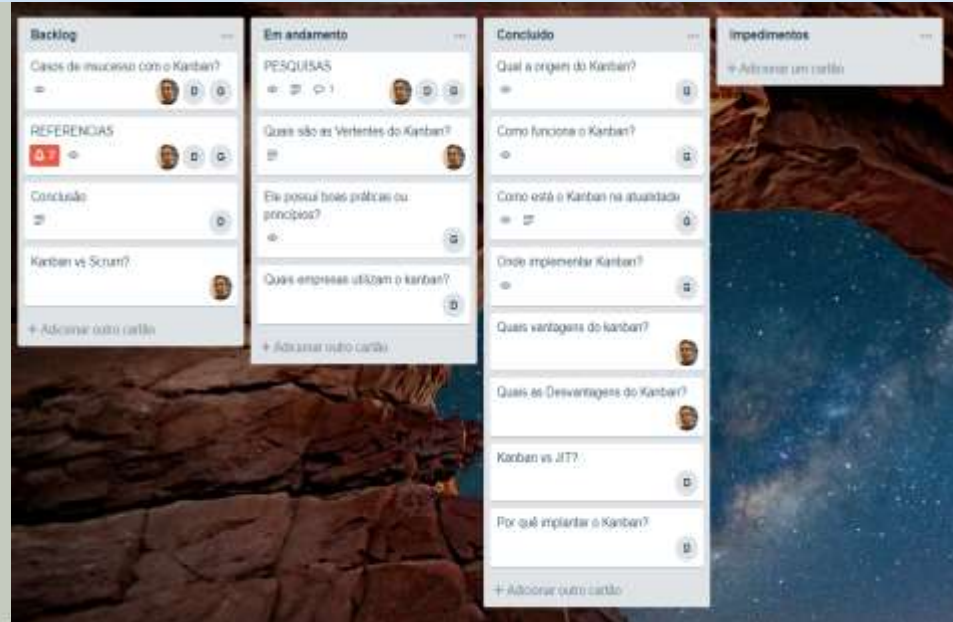 Backlog
Casos de insucesso com o Kanban?
D G
REFERENCIAS
D G
Conclusão
D
Kanban vs Scrum?
+ Adicionar outro cartão
Em andamento
PESQUISAS
1
D G
Quais são as Vertentes do Kanban?
Ele possui boas práticas ou
princípios?
G
Quais empresas utilizam o kanban?
D
+ Adicionar outro cartão
Concluído
Qual a origem do Kanban?
G
Como funciona o Kanban?
G
Como está o Kanban na atualidade
G
Onde implementar Kanban?
G
Quais vantagens do kanban?
Quais as Desvantagens do Kanban?
Kanban vs JIT?
D
Por quê implantar o Kanban?
D
+ Adicionar outro cartão
Impedimentos
+ Adicionar um cartão